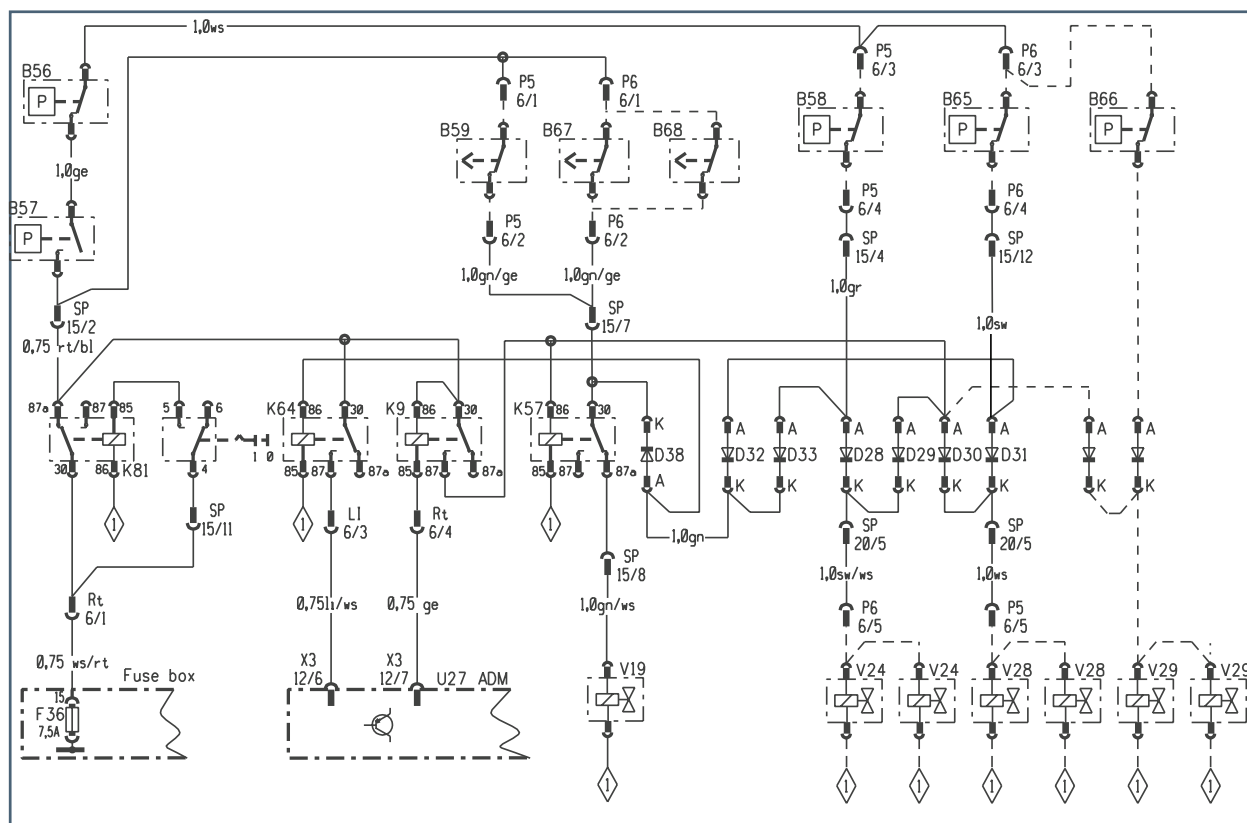 1,0ws
B56
P
1,0ge
B57
P
SP
15/2
0,75 rt/bl
P5
6/1
P6
6/1
B59
B67
B68
P5
6/2
P6
6/2
1,0gn/ge
1,0gn/ge
SP
15/7
P5
6/3
P6
6/3
B58
P
B65
P
B66
P
P5
6/4
P6
6/4
SP
15/4
SP
15/12
1,0gr
1,0sw
87a
87
85
5
6
30
86
K81
4
1 0
K64
86
30
85
87
87a
K9
86
30
85
87
87a
K57
86
30
85
87
87a
K
D38
A
A
D32
K
A
D33
K
A
D28
K
A
D29
K
A
D30
K
A
D31
K
A
K
A
K
1
1
1
SP
15/11
LI
6/3
Rt
6/4
1,0gn
SP
15/8
SP
20/5
SP
20/5
Rt
6/1
0,75li/ws
0,75 ge
1,0gn/ws
1,0sw/ws
1,0ws
P6
6/5
P5
6/5
0,75 ws/rt
Fuse box
15
F36
7,5A
X3
12/6
X3
12/7
U27 ADM
V19
V24
V24
V28
V28
V29
V29
1
1
1
1
1
1
1